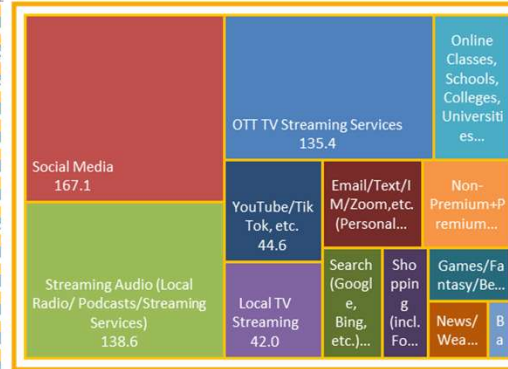 Social Media
167.1
Streaming Audio (Local
Radio/ Podcasts/Streaming
Services)
138.6
OTT TV Streaming Services
135.4
Online
Classes,
Schools,
Colleges,
Universiti
es...
YouTube/Tik
Tok, etc.
44.6
Local TV
Streaming
42.0
Email/Text/I
M/Zoom,etc.
(Personal...
Non-
Premium+P
remium...
Search
(Googl
e,
Bing,
etc.)...
Sho
ppin
g
(incl.
Fo...
Games/Fa
ntasy/Be...
News/
Wea...
B
a